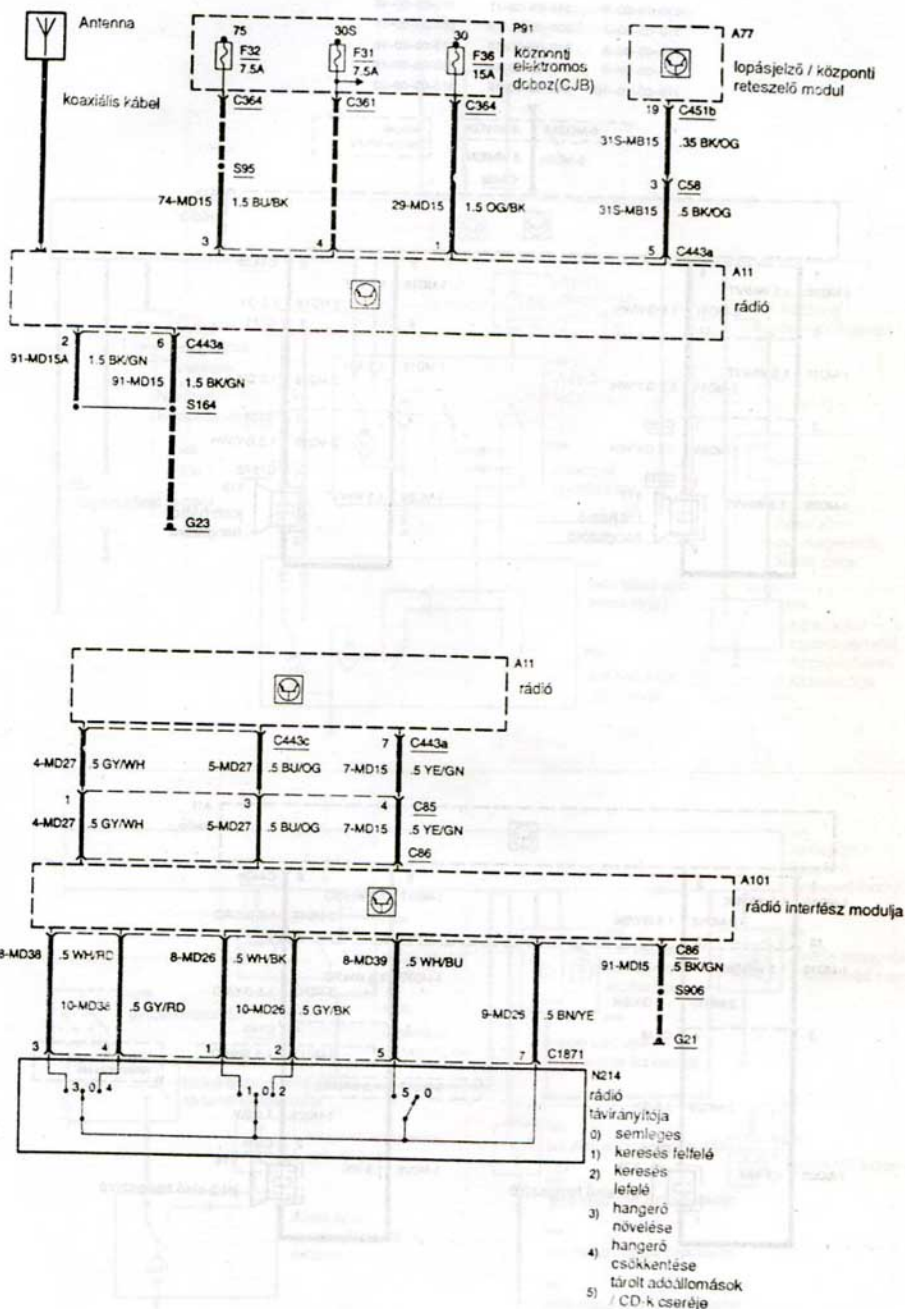 Antenna
koaxiális kábel
75
F32
7.5A
30S
F31
7.5A
30
F36
15A
P91
központi
elektromos
doboz(CJB)
A77
lopásjelző / központi
reteszelő modul
C364
C361
C364
19 C451b
31S-MB15 .35 BK/OG
S95
3 C58
74-MD15 1.5 BU/BK
29-MD15 1.5 OG/BK
31S-MB15 .5 BK/OG
3 4 1 5 C443a
A11
rádió
2 6 C443a
91-MD15A 1.5 BK/GN
91-MD15 1.5 BK/GN
S164
G23
A11
rádió
C443c 7 C443a
4-MD27 .5 GY/WH 5-MD27 .5 BU/OG 7-MD15 .5 YE/GN
1 3 4 C85
4-MD27 .5 GY/WH 5-MD27 .5 BU/OG 7-MD15 .5 YE/GN
C86
A101
rádió interfész modulja
C86
8-MD38 .5 WH/RD 8-MD26 .5 WH/BK 8-MD39 .5 WH/BU 91-MD15 .5 BK/GN
S906
10-MD38 .5 GY/RD 10-MD26 .5 GY/BK 9-MD26 .5 BN/YE
G21
3 4 1 2 5 7 C1871
N214
rádió
távirányítója
3 0 4 1 0 2 5 0
0) semleges
1) keresés felfelé
2) keresés
lefelé
3) hangerő
növelése
4) hangerő
csökkentése
5) tárolt adóállomások
/ CD-k cseréje